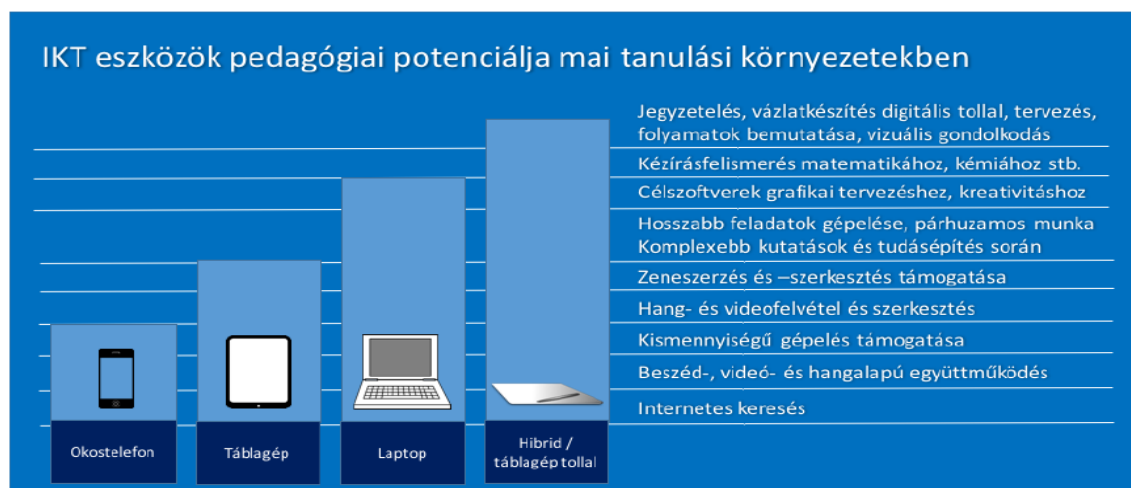 IKT eszközök pedagógiai potenciálja mai tanulási környezetekben
Jegyzetelés, vázlatkészítés digitális tollal, tervezés,
folyamatok bemutatása, vizuális gondolkodás
Kézírásfelismerés matematikához, kémiához stb.
Célszoftverek grafikai tervezéshez, kreativitáshoz
Hosszabb feladatok gépelése, párhuzamos munka
Komplexebb kutatások és tudásépítés során
Zeneszerzés és –szerkesztés támogatása
Hang- és videofelvétel és szerkesztés
Kismennyiségű gépelés támogatása
Beszéd-, videó- és hangalapú együttműködés
Internetes keresés
Okostelefon
Táblagép
Laptop
Hibrid /
táblagép tollal